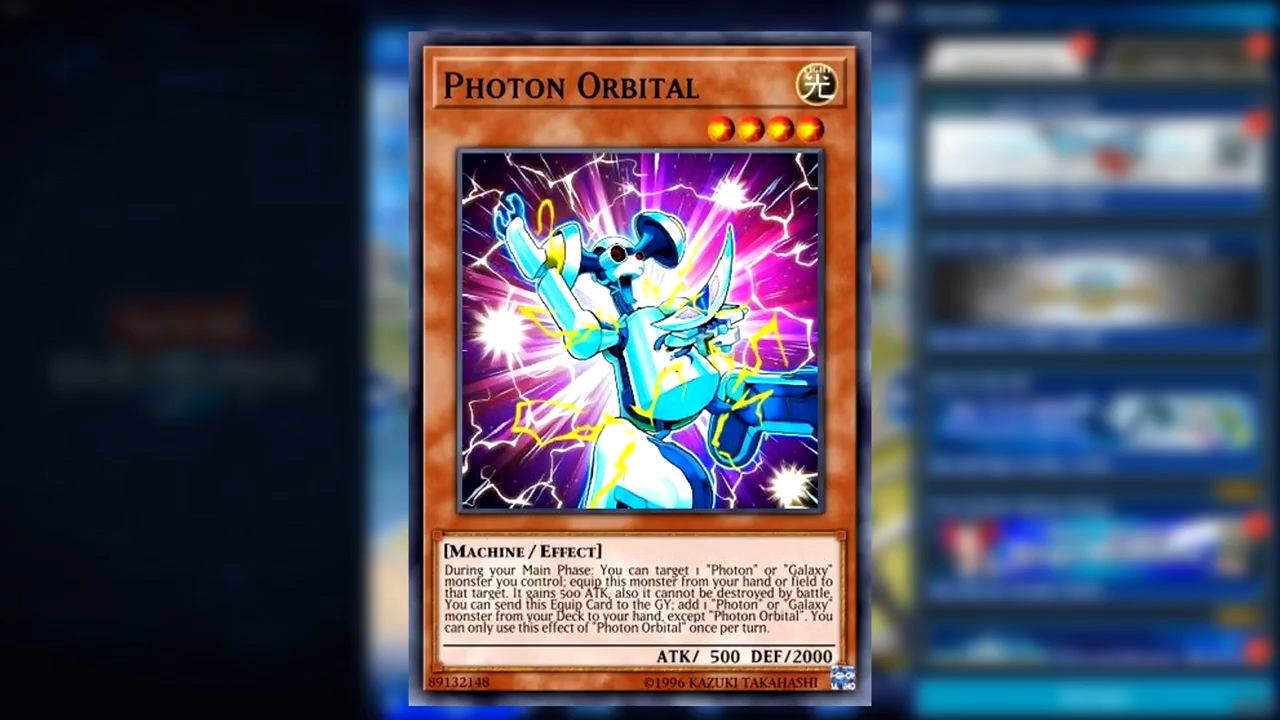 PHOTON ORBITAL
LIGHT
光
[MACHINE / EFFECT]
During your Main Phase: You can target 1 "Photon" or "Galaxy"
monster you control; equip this monster from your hand or field to
that target. It gains 500 ATK, also it cannot be destroyed by battle.
You can send this Equip Card to the GY; add 1 "Photon" or "Galaxy"
monster from your Deck to your hand, except "Photon Orbital". You
can only use this effect of "Photon Orbital" once per turn.
ATK/ 500 DEF/2000
89132148
©1996 KAZUKI TAKAHASHI